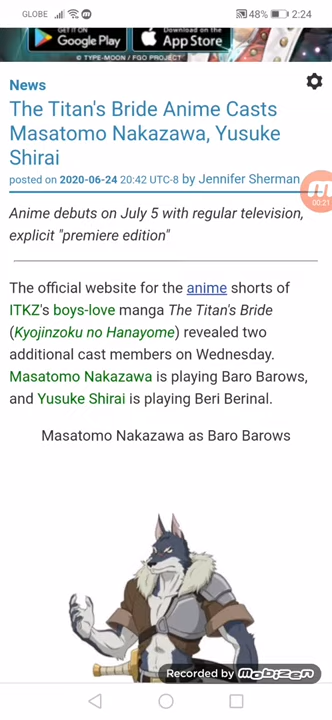 GLOBE 48% 2:24
GET IT ON Download on the
Google Play App Store
© TYPE-MOON / FGO PROJECT
News
The Titan's Bride Anime Casts
Masatomo Nakazawa, Yusuke
Shirai
posted on 2020-06-24 20:42 UTC-8 by Jennifer Sherman
00:21
Anime debuts on July 5 with regular television,
explicit "premiere edition"
The official website for the anime shorts of
ITKZ's boys-love manga The Titan's Bride
(Kyojinzoku no Hanayome) revealed two
additional cast members on Wednesday.
Masatomo Nakazawa is playing Baro Barows,
and Yusuke Shirai is playing Beri Berinal.
Masatomo Nakazawa as Baro Barows
Recorded by Mobizen